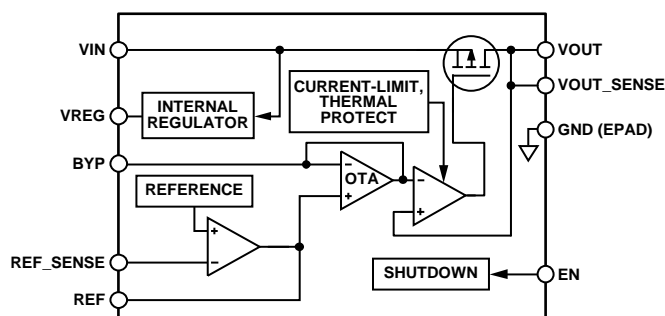 VIN
VOUT
CURRENT-LIMIT,
THERMAL
PROTECT
VOUT_SENSE
INTERNAL
REGULATOR
VREG
GND (EPAD)
BYP
–
OTA
+
–
+
REFERENCE
+
–
REF_SENSE
SHUTDOWN
EN
REF